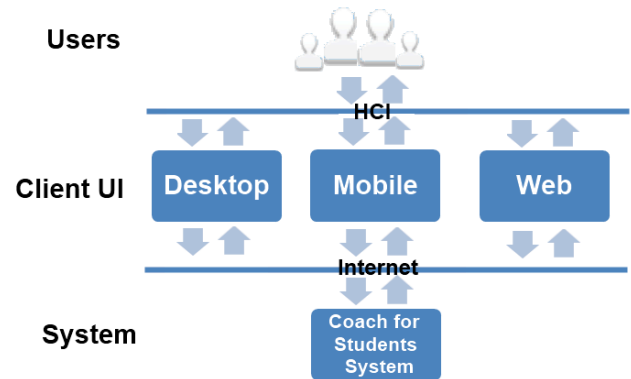 Users
HCI
Client UI
Desktop
Mobile
Web
Internet
System
Coach for
Students
System